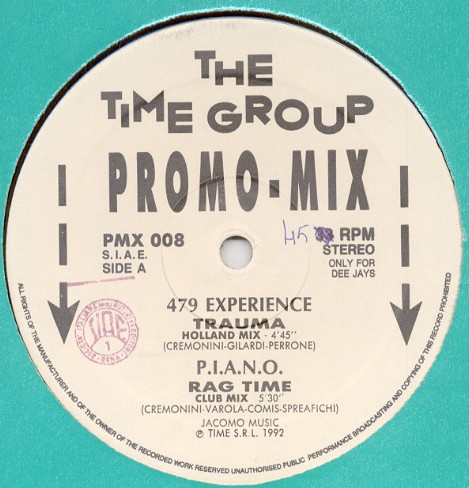 THE
TIME GROUP
PROMO-MIX
PMX 008
S.I.A.E.
SIDE A
45 33 RPM
STEREO
ONLY FOR
DEE JAYS
479 EXPERIENCE
TRAUMA
HOLLAND MIX - 4'45"
(CREMONINI-GILARDI-PERRONE)
P.I.A.N.O.
RAG TIME
CLUB MIX 5'30"
(CREMONINI-VAROLA-COMIS-SPREAFICHI)
JACOMO MUSIC
℗ TIME S.R.L. 1992
ALL RIGHTS OF THE MANUFACTURER AND OF THE OWNER OF THE RECORDED WORK RESERVED UNAUTHORISED PUBLIC PERFORMANCE BROADCASTING AND COPYING OF THIS RECORD PROHIBITED
SIAE
1